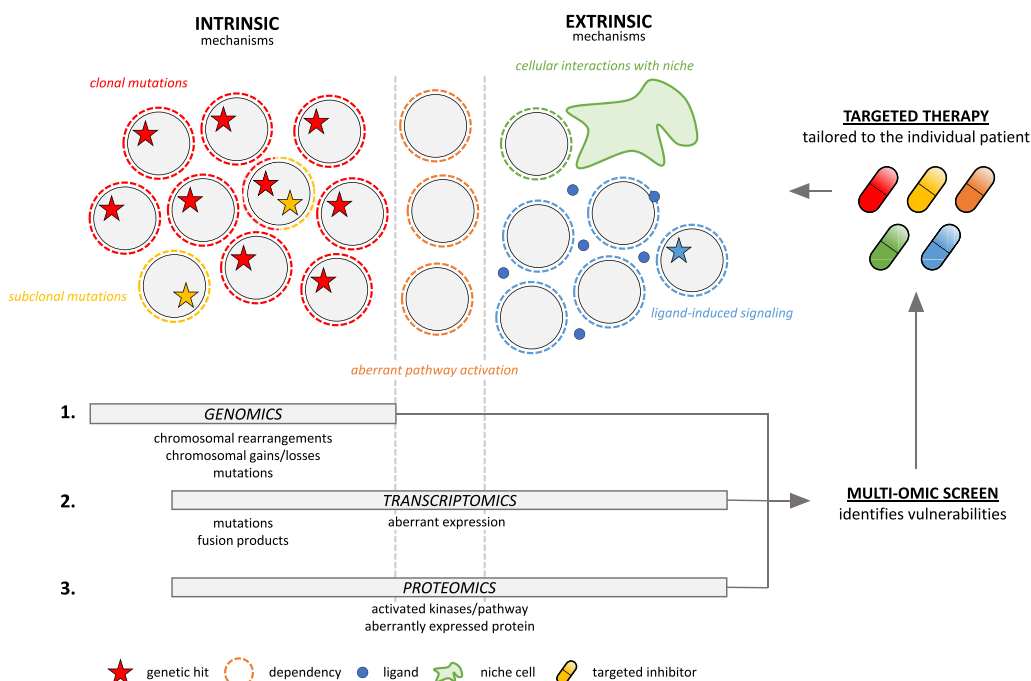 INTRINSIC
mechanisms
EXTRINSIC
mechanisms
clonal mutations
cellular interactions with niche
TARGETED THERAPY
tailored to the individual patient
subclonal mutations
ligand-induced signaling
aberrant pathway activation
1.
GENOMICS
chromosomal rearrangements
chromosomal gains/losses
mutations
2.
TRANSCRIPTOMICS
mutations
fusion products
aberrant expression
MULTI-OMIC SCREEN
identifies vulnerabilities
3.
PROTEOMICS
activated kinases/pathway
aberrantly expressed protein
genetic hit
dependency
ligand
niche cell
targeted inhibitor